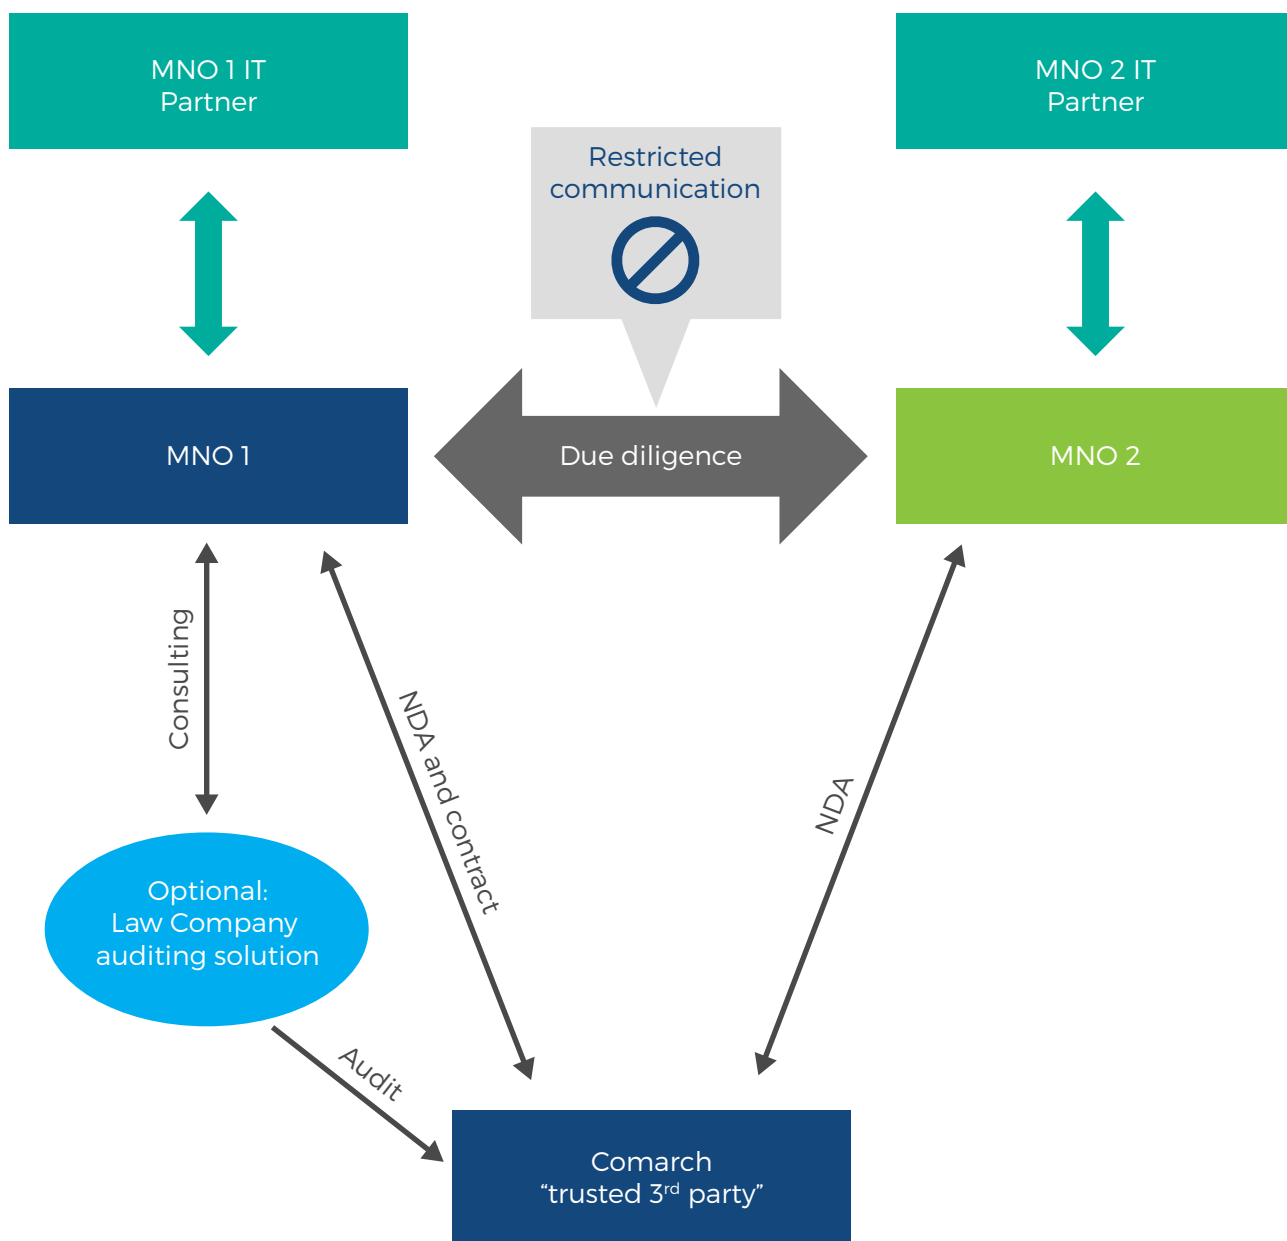 MNO 1 IT
Partner
MNO 2 IT
Partner
Restricted
communication
MNO 1
Due diligence
MNO 2
Consulting
NDA and contract
NDA
Optional:
Law Company
auditing solution
Audit
Comarch
“trusted 3rd party”